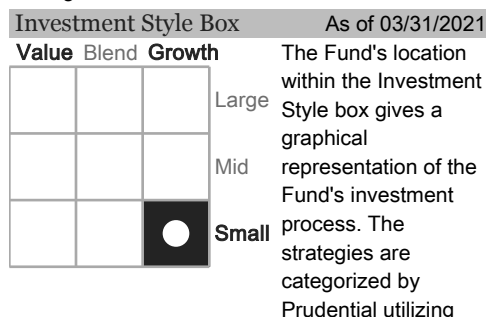 Investment Style Box As of 03/31/2021
Value Blend Growth
Large
Mid
Small
The Fund's location
within the Investment
Style box gives a
graphical
representation of the
Fund's investment
process. The
strategies are
categorized by
Prudential utilizing